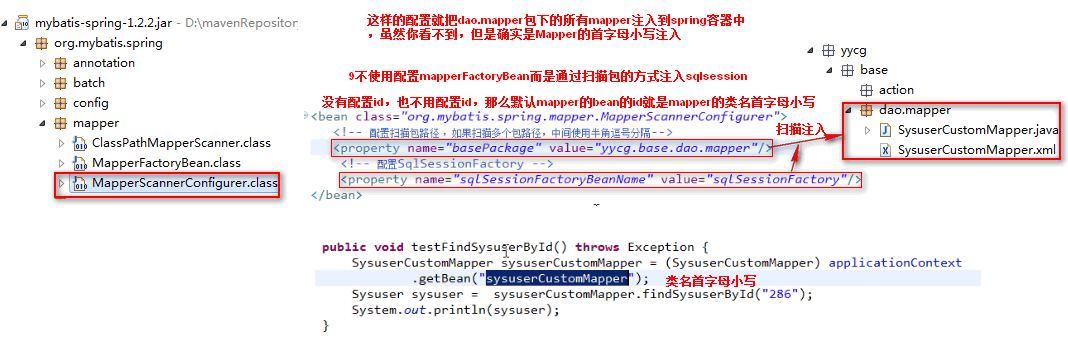 mybatis-spring-1.2.2.jar - D:\mavenRepository
org.mybatis.spring
annotation
batch
config
mapper
ClassPathMapperScanner.class
MapperFactoryBean.class
MapperScannerConfigurer.class
这样的配置就把dao.mapper包下的所有mapper注入到spring容器中
，虽然你看不到，但是确实是Mapper的首字母小写注入
9不使用配置mapperFactoryBean而是通过扫描包的方式注入sqlsession
没有配置id，也不用配置id，那么默认mapper的bean的id就是mapper的类名首字母小写
<bean class="org.mybatis.spring.mapper.MapperScannerConfigurer">
<!-- 配置扫描包路径，如果扫描多个包路径，中间使用半角逗号分隔-->
<property name="basePackage" value="yycg.base.dao.mapper"/>
<!-- 配置SqlSessionFactory -->
<property name="sqlSessionFactoryBeanName" value="sqlSessionFactory"/>
</bean>
扫描注入
yycg
base
action
dao.mapper
SysuserCustomMapper.java
SysuserCustomMapper.xml
public void testFindSysuserById() throws Exception {
SysuserCustomMapper sysuserCustomMapper = (SysuserCustomMapper) applicationContext
.getBean("sysuserCustomMapper"); 类名首字母小写
Sysuser sysuser = sysuserCustomMapper.findSysuserById("286");
System.out.println(sysuser);
}